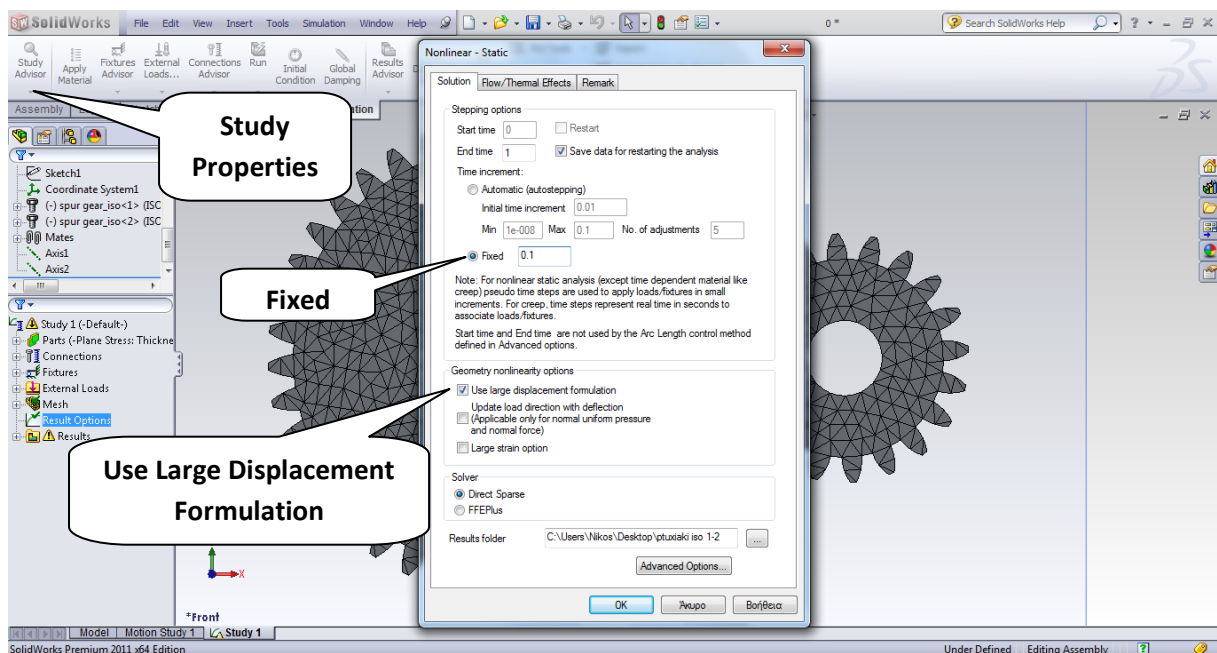 SolidWorks File Edit View Insert Tools Simulation Window Help 0 * Search SolidWorks Help ?
Study Advisor
Apply Material
Fixtures Advisor
External Loads...
Connections Advisor
Run
Initial Condition
Global Damping
Results Advisor
Assembly
Study
Properties
Sketch1
Coordinate System1
(-) spur gear_iso<1> (ISC
(-) spur gear_iso<2> (ISC
Mates
Axis1
Axis2
Fixed
Study 1 (-Default-)
Parts (-Plane Stress: Thickne
Connections
Fixtures
External Loads
Mesh
Result Options
Results
Use Large Displacement
Formulation
Nonlinear - Static
Solution Flow/Thermal Effects Remark
Stepping options
Start time 0 Restart
End time 1 Save data for restarting the analysis
Time increment:
Automatic (autostepping)
Initial time increment 0.01
Min 1e-008 Max 0.1 No. of adjustments 5
Fixed 0.1
Note: For nonlinear static analysis (except time dependent material like
creep) pseudo time steps are used to apply loads/fixtures in small
increments. For creep, time steps represent real time in seconds to
associate loads/fixtures.
Start time and End time are not used by the Arc Length control method
defined in Advanced options.
Geometry nonlinearity options
Use large displacement formulation
Update load direction with deflection
(Applicable only for normal uniform pressure
and normal force)
Large strain option
Solver
Direct Sparse
FFEPlus
Results folder C:\Users\Nikos\Desktop\ptuxiaki iso 1-2 ...
Advanced Options...
OK Άκυρο Βοήθεια
X
*Front
Model Motion Study 1 Study 1
SolidWorks Premium 2011 x64 Edition Under Defined Editing Assembly ?